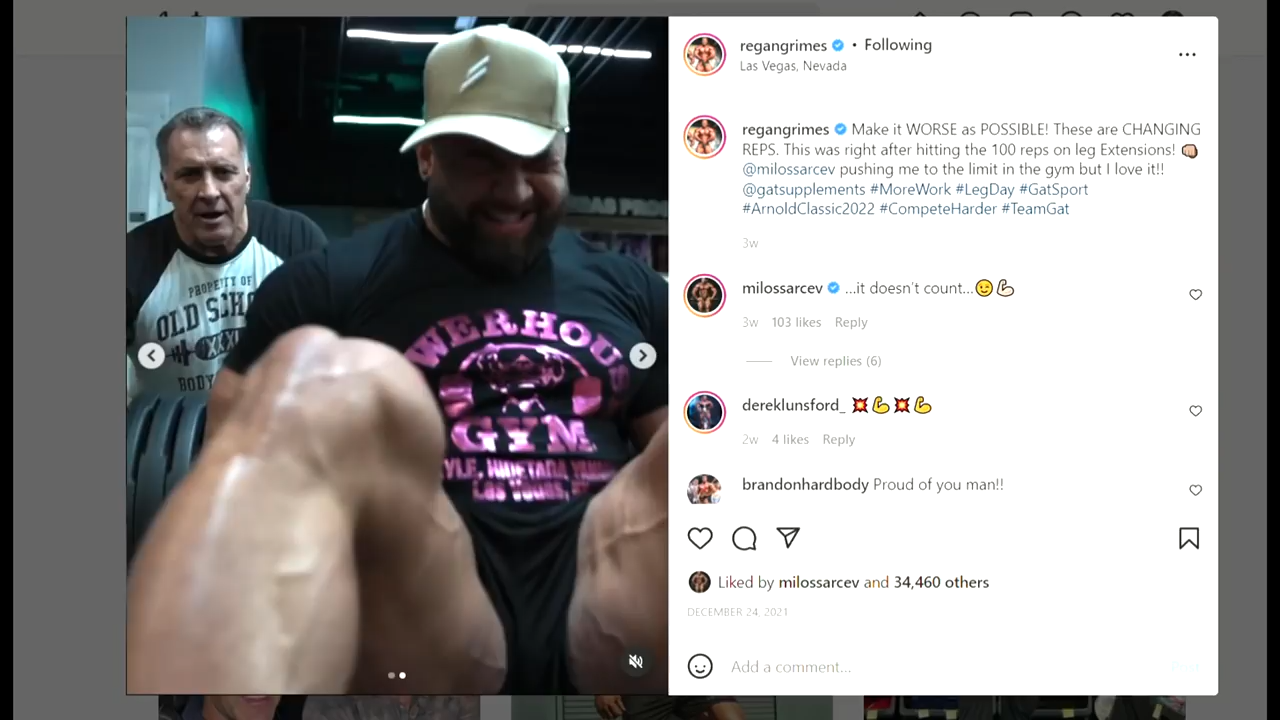 regangrimes • Following
Las Vegas, Nevada
regangrimes Make it WORSE as POSSIBLE! These are CHANGING
REPS. This was right after hitting the 100 reps on leg Extensions! 👊
@milossarcev pushing me to the limit in the gym but I love it!!
@gatsupplements #MoreWork #LegDay #GatSport
#ArnoldClassic2022 #CompeteHarder #TeamGat
3w
milossarcev ...it doesn't count...😉💪
3w 103 likes Reply
View replies (6)
dereklunsford_ 💥💪💥💪
2w 4 likes Reply
brandonhardbody Proud of you man!!
Liked by milossarcev and 34,460 others
DECEMBER 24, 2021
Add a comment...
Post
PROPERTY OF
OLD SCHO
XXX
BODY
WERHOUS
GYM